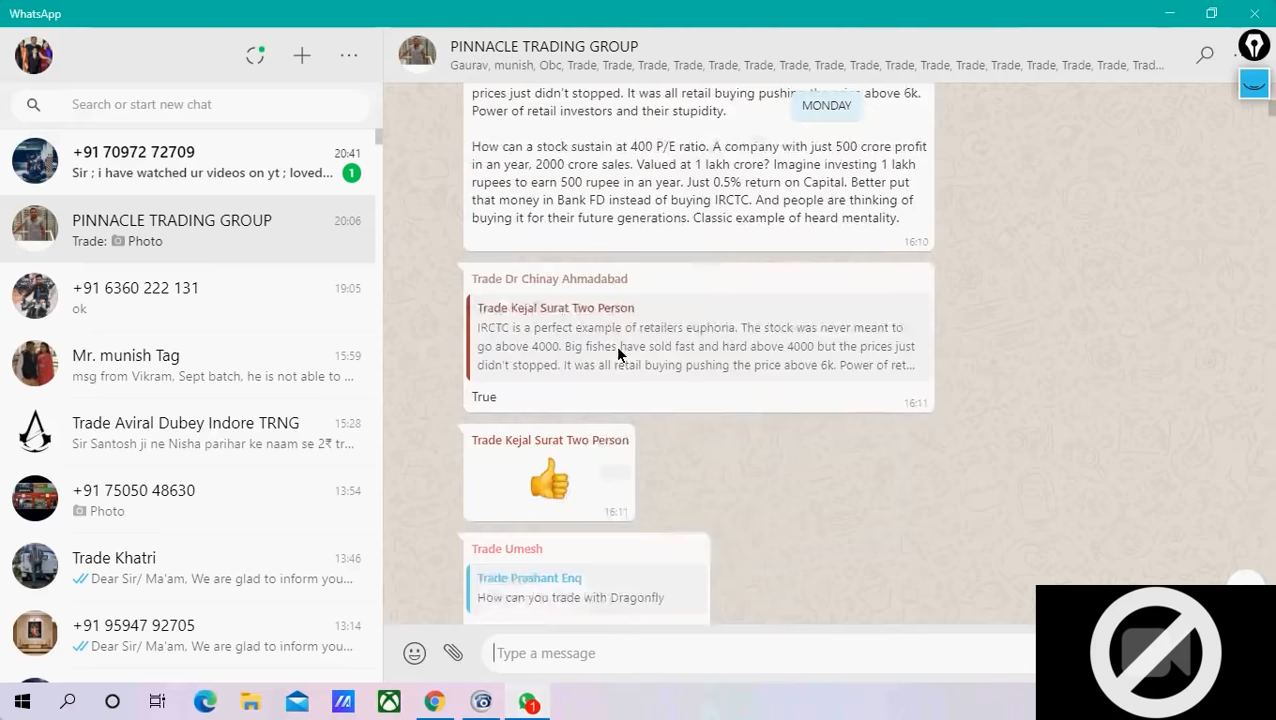 WhatsApp
Search or start new chat
+91 70972 72709
20:41
Sir ; i have watched ur videos on yt ; loved...
1
PINNACLE TRADING GROUP
20:06
Trade: Photo
+91 6360 222 131
19:05
ok
Mr. munish Tag
15:59
msg from Vikram, Sept batch, he is not able to ...
Trade Aviral Dubey Indore TRNG
15:28
Sir Santosh ji ne Nisha parihar ke naam se 2₹ tr...
+91 75050 48630
13:54
Photo
Trade Khatri
13:46
Dear Sir/ Ma'am, We are glad to inform you...
+91 95947 92705
13:14
Dear Sir/ Ma'am, We are glad to inform you...
PINNACLE TRADING GROUP
Gaurav, munish, Obc, Trade, Trade, Trade, Trade, Trade, Trade, Trade, Trade, Trade, Trade, Trade, Trade, Trade, Trade, Trade, Trad...
prices just didn't stopped. It was all retail buying pushing the price above 6k.
MONDAY
Power of retail investors and their stupidity.
How can a stock sustain at 400 P/E ratio. A company with just 500 crore profit
in an year, 2000 crore sales. Valued at 1 lakh crore? Imagine investing 1 lakh
rupees to earn 500 rupee in an year. Just 0.5% return on Capital. Better put
that money in Bank FD instead of buying IRCTC. And people are thinking of
buying it for their future generations. Classic example of heard mentality.
16:10
Trade Dr Chinay Ahmadabad
Trade Kejal Surat Two Person
IRCTC is a perfect example of retailers euphoria. The stock was never meant to
go above 4000. Big fishes have sold fast and hard above 4000 but the prices just
didn't stopped. It was all retail buying pushing the price above 6k. Power of ret...
True
16:11
Trade Kejal Surat Two Person
16:11
Trade Umesh
Trade Prashant Enq
How can you trade with Dragonfly
Type a message
1